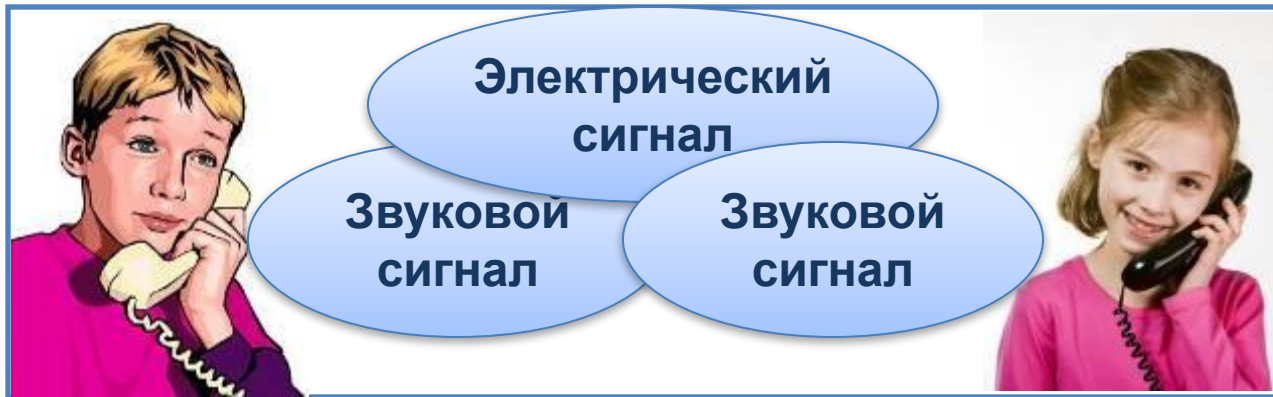 Электрический
сигнал
Звуковой
сигнал
Звуковой
сигнал